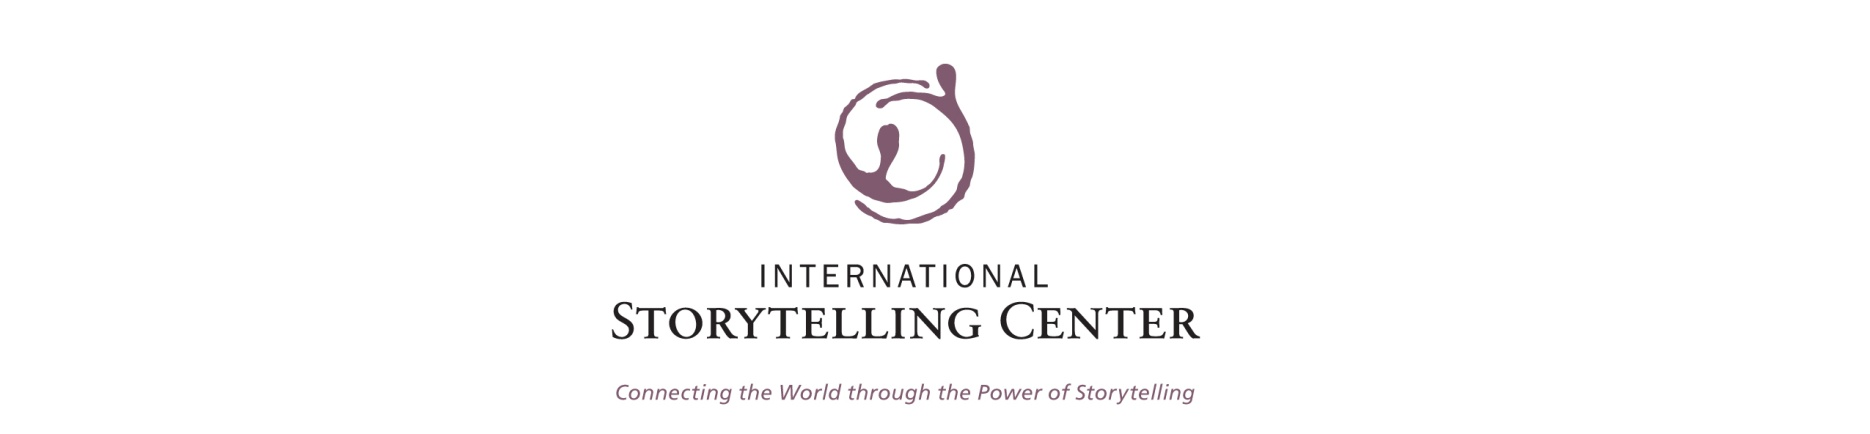 INTERNATIONAL
STORYTELLING CENTER
Connecting the World through the Power of Storytelling